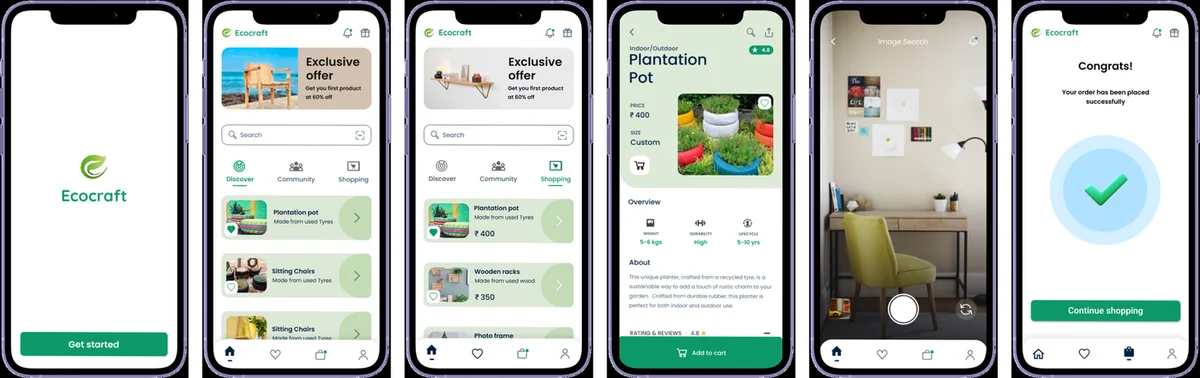 Ecocraft
Get started
Ecocraft
Exclusive
offer
Get you first product
at 60% off
Search
Discover
Community
Shopping
Plantation pot
Made from used Tyres
Sitting Chairs
Made from used Tyres
Sitting Chairs
Made from used Tyres
Ecocraft
Exclusive
offer
Get you first product
at 60% off
Search
Discover
Community
Shopping
Plantation pot
Made from used Tyres
₹ 400
Wooden racks
Made from used wood
₹ 350
Photo frame
Indoor/Outdoor
4.8
Plantation
Pot
PRICE
₹ 400
SIZE
Custom
Overview
WEIGHT
DURABILITY
LIFECYCLE
5-6 kgs
High
5-10 yrs
About
This unique planter, crafted from a recycled tyre, is a
sustainable way to add a touch of rustic charm to your
garden. Crafted from durable rubber, this planter is
perfect for both indoor and outdoor use.
RATING & REVIEWS • 4.8
Add to cart
Image Search
Ecocraft
Congrats!
Your order has been placed
successfully
Continue shopping